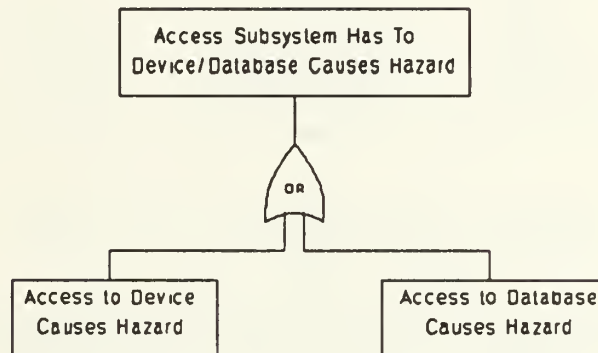 Access Subsystem Has To
Device/Database Causes Hazard
OR
Access to Device
Causes Hazard
Access to Database
Causes Hazard